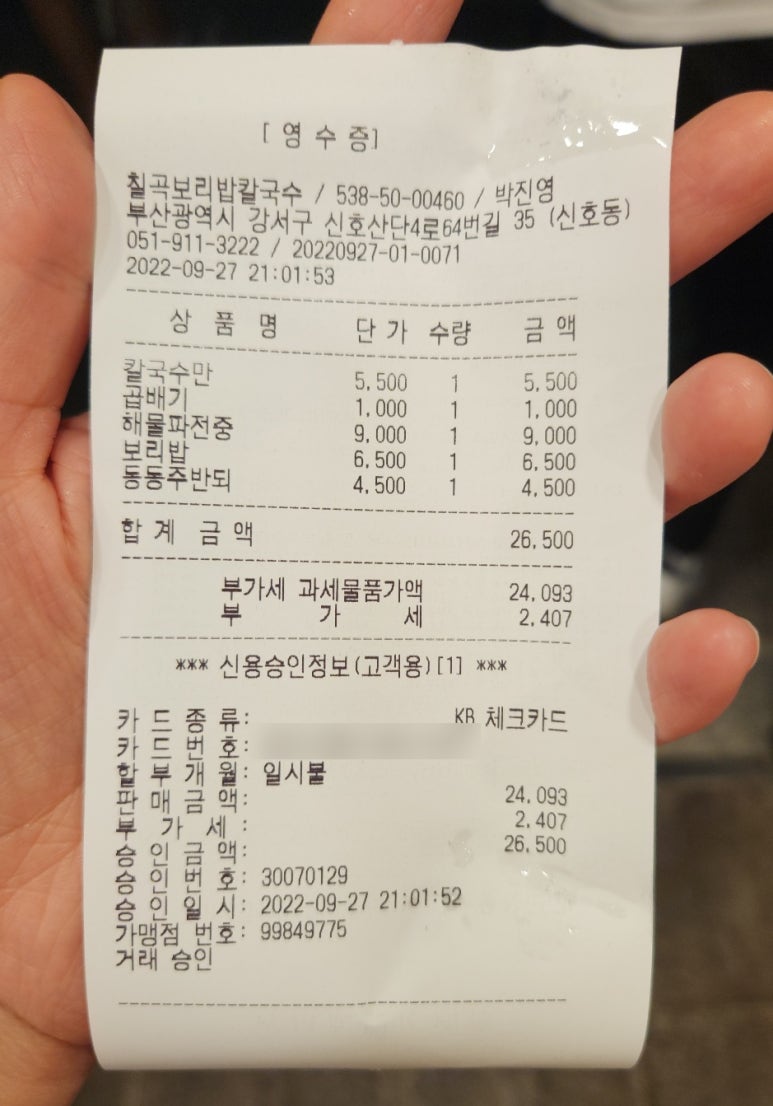 [ 영 수 증]
칠곡보리밥칼국수 / 538-50-00460 / 박진영
부산광역시 강서구 신호산단4로64번길 35 (신호동)
051-911-3222 / 20220927-01-0071
2022-09-27 21:01:53
상 품 명 단 가 수량 금 액
칼국수만 5,500 1 5,500
곱배기 1,000 1 1,000
해물파전중 9,000 1 9,000
보리밥 6,500 1 6,500
동동주반되 4,500 1 4,500
합 계 금 액 26,500
부가세 과세물품가액 24,093
부 가 세 2,407
*** 신용승인정보(고객용)[1] ***
카 드 종 류: KB 체크카드
카 드 번 호:
할 부 개 월: 일시불
판 매 금 액: 24,093
부 가 세 : 2,407
승 인 금 액: 26,500
승 인 번 호: 30070129
승 인 일 시: 2022-09-27 21:01:52
가맹점 번호: 99849775
거래 승인